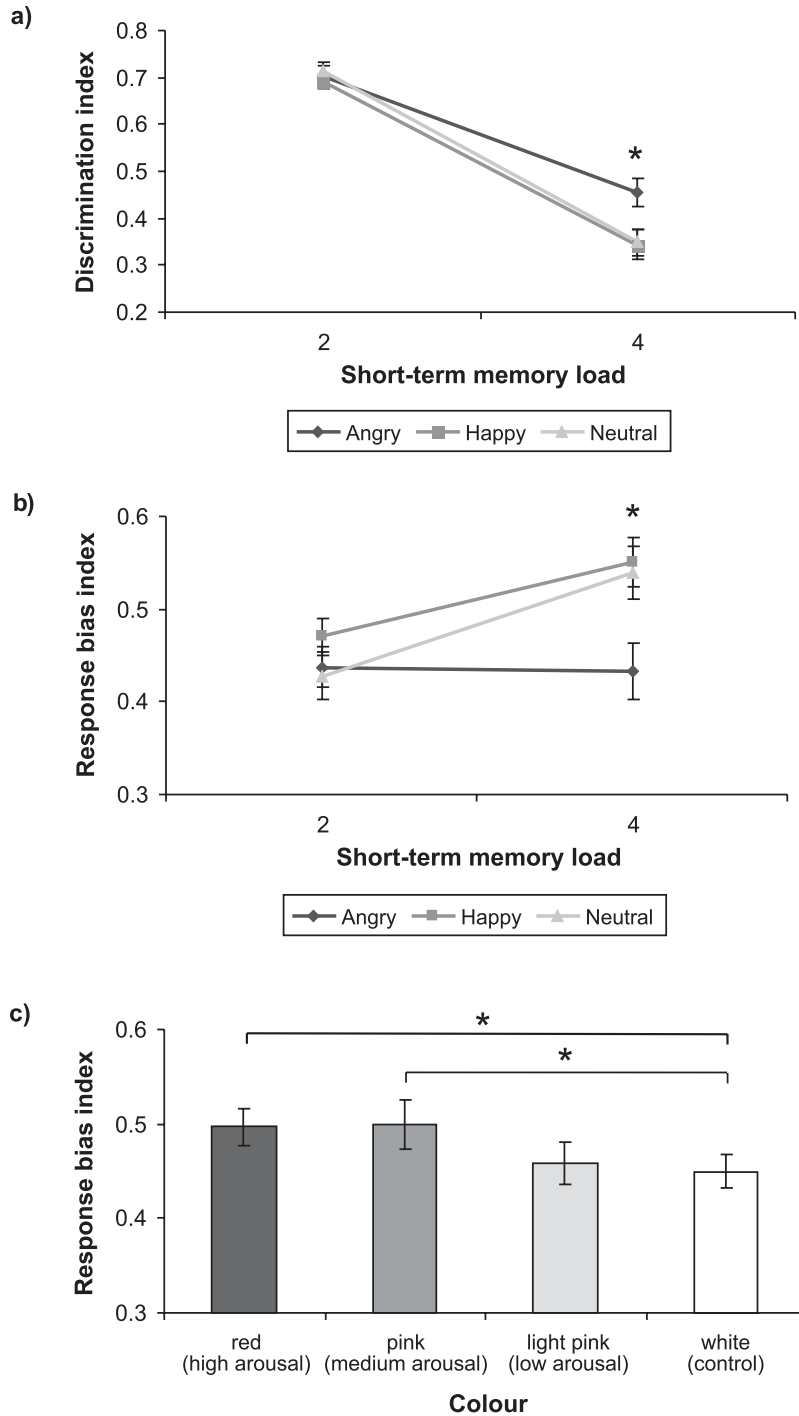 a)
Discrimination index
0.8
0.7
0.6
0.5
0.4
0.3
0.2
*
2 4
Short-term memory load
Angry Happy Neutral
b)
Response bias index
0.6
0.5
0.4
0.3
*
2 4
Short-term memory load
Angry Happy Neutral
c)
Response bias index
0.6
0.5
0.4
0.3
*
*
red pink light pink white
(high arousal) (medium arousal) (low arousal) (control)
Colour